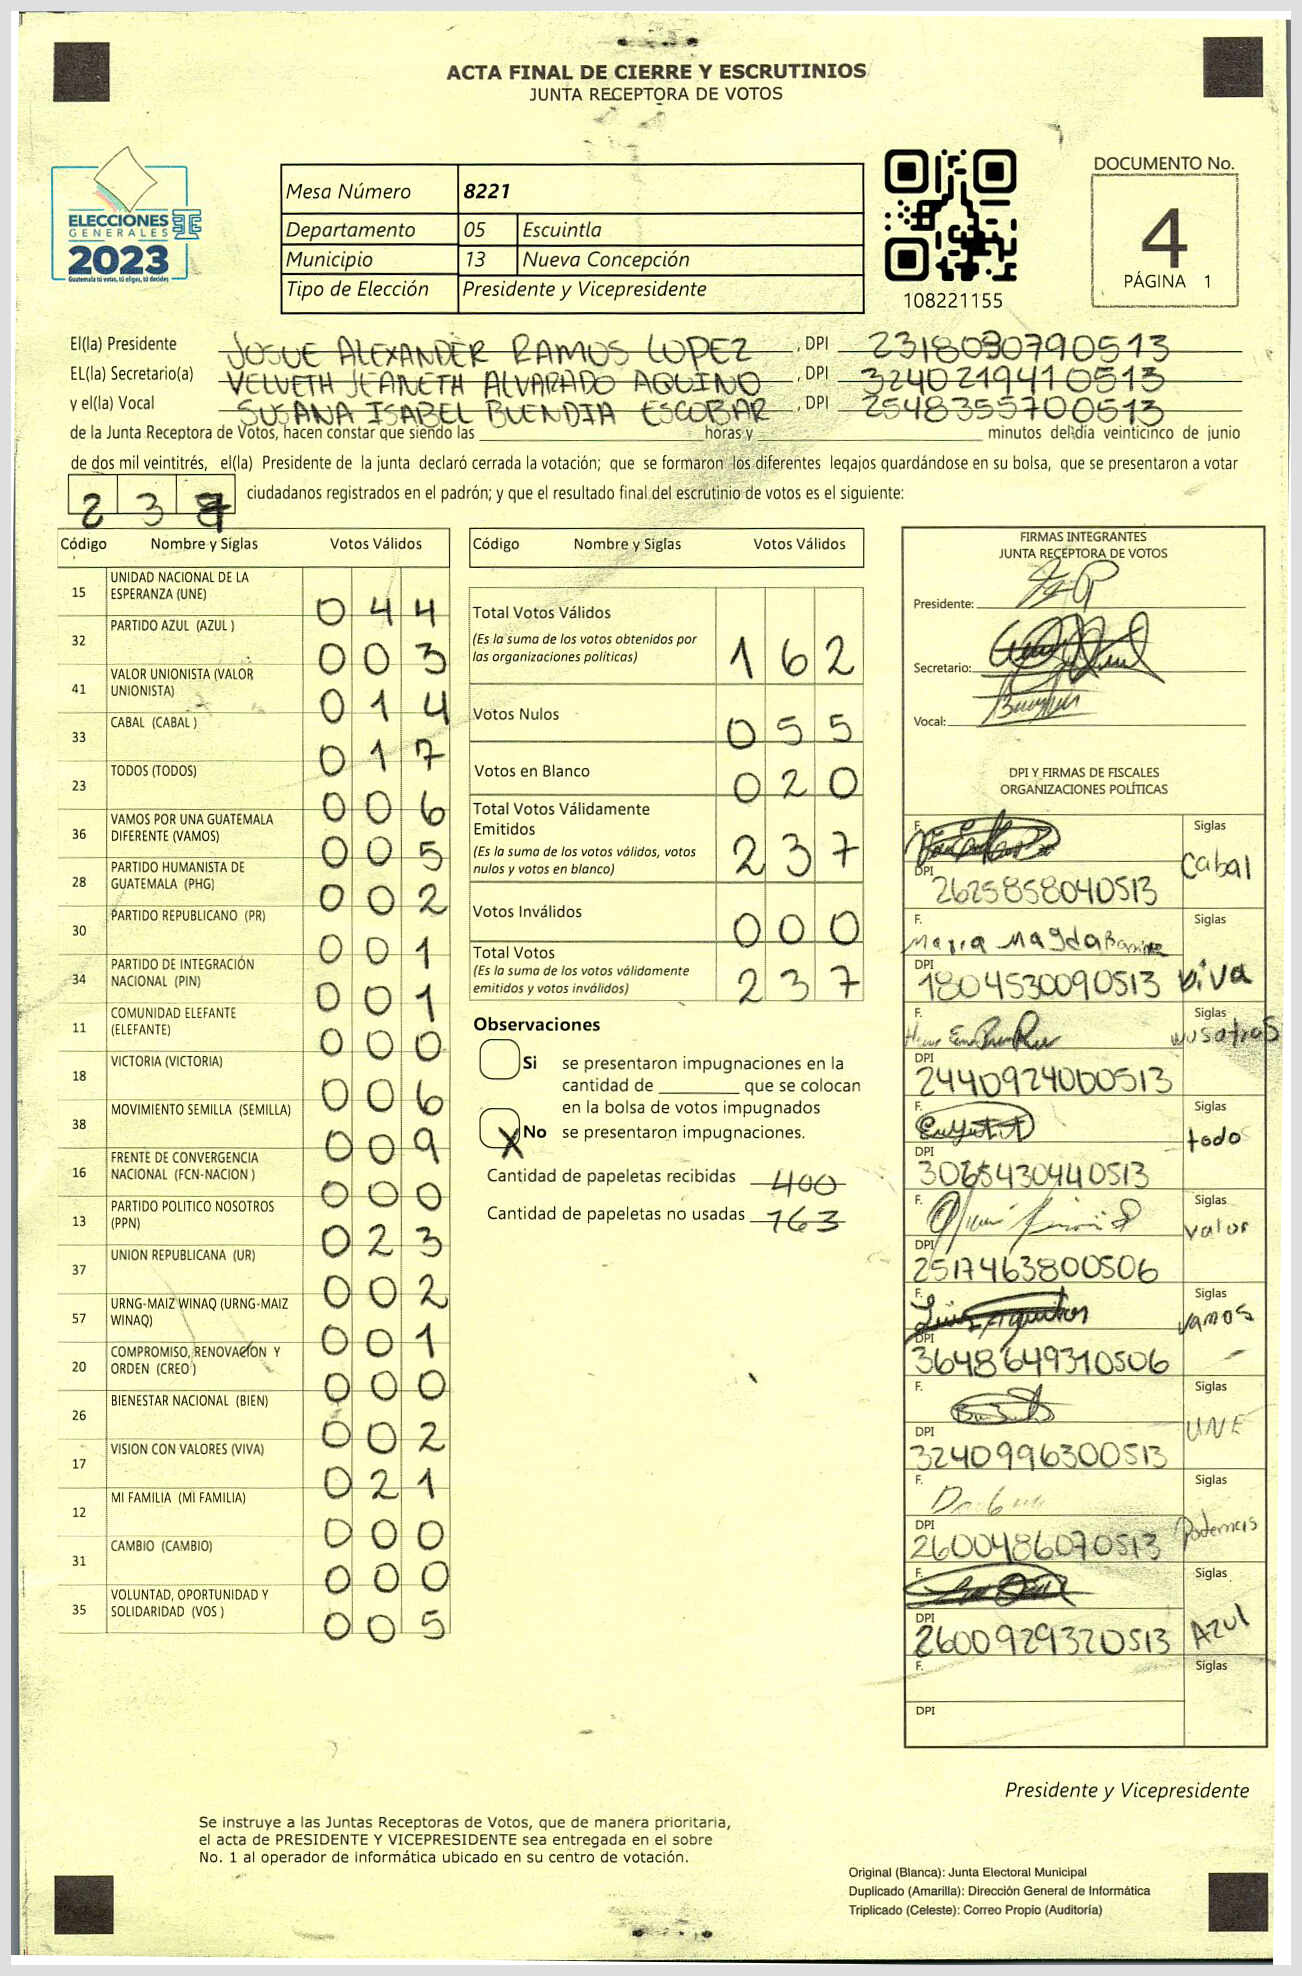 ACTA FINAL DE CIERRE Y ESCRUTINIOS
JUNTA RECEPTORA DE VOTOS
ELECCIONES
GENERALES
2023
Guatemala tú votas, tú eliges, tú decides
Mesa Número 8221
Departamento 05 Escuintla
Municipio 13 Nueva Concepción
Tipo de Elección Presidente y Vicepresidente
108221155
DOCUMENTO No.
4
PÁGINA 1
El(la) Presidente JOSUE ALEXANDER RAMOS LOPEZ, DPI 2318030790513
EL(la) Secretario(a) VELVETH JEANETH ALVARADO AQUINO, DPI 3240219410513
y el(la) Vocal SUSANA ISABEL BUENDIA ESCOBAR, DPI 2548355700513
de la Junta Receptora de Votos, hacen constar que siendo las horas y minutos del día veinticinco de junio
de dos mil veintitrés, el(la) Presidente de la junta declaró cerrada la votación; que se formaron los diferentes legajos guardándose en su bolsa, que se presentaron a votar
2 3 7 ciudadanos registrados en el padrón; y que el resultado final del escrutinio de votos es el siguiente:
Código Nombre y Siglas Votos Válidos
15 UNIDAD NACIONAL DE LA ESPERANZA (UNE) 0 4 4
32 PARTIDO AZUL (AZUL ) 0 0 3
41 VALOR UNIONISTA (VALOR UNIONISTA) 0 1 4
33 CABAL (CABAL ) 0 1 7
23 TODOS (TODOS) 0 0 6
36 VAMOS POR UNA GUATEMALA DIFERENTE (VAMOS) 0 0 5
28 PARTIDO HUMANISTA DE GUATEMALA (PHG) 0 0 2
30 PARTIDO REPUBLICANO (PR) 0 0 1
34 PARTIDO DE INTEGRACIÓN NACIONAL (PIN) 0 0 1
11 COMUNIDAD ELEFANTE (ELEFANTE) 0 0 0
18 VICTORIA (VICTORIA) 0 0 6
38 MOVIMIENTO SEMILLA (SEMILLA) 0 0 9
16 FRENTE DE CONVERGENCIA NACIONAL (FCN-NACION ) 0 0 0
13 PARTIDO POLITICO NOSOTROS (PPN) 0 2 3
37 UNION REPUBLICANA (UR) 0 0 2
57 URNG-MAIZ WINAQ (URNG-MAIZ WINAQ) 0 0 1
20 COMPROMISO, RENOVACION Y ORDEN (CREO ) 0 0 0
26 BIENESTAR NACIONAL (BIEN) 0 0 2
17 VISION CON VALORES (VIVA) 0 2 1
12 MI FAMILIA (MI FAMILIA) 0 0 0
31 CAMBIO (CAMBIO) 0 0 0
35 VOLUNTAD, OPORTUNIDAD Y SOLIDARIDAD (VOS ) 0 0 5
Código Nombre y Siglas Votos Válidos
Total Votos Válidos
(Es la suma de los votos obtenidos por
las organizaciones políticas) 1 6 2
Votos Nulos 0 5 5
Votos en Blanco 0 2 0
Total Votos Válidamente
Emitidos
(Es la suma de los votos válidos, votos
nulos y votos en blanco) 2 3 7
Votos Inválidos 0 0 0
Total Votos
(Es la suma de los votos válidamente
emitidos y votos inválidos) 2 3 7
Observaciones
Si se presentaron impugnaciones en la
cantidad de ________ que se colocan
en la bolsa de votos impugnados
X No se presentaron impugnaciones.
Cantidad de papeletas recibidas 400
Cantidad de papeletas no usadas 163
FIRMAS INTEGRANTES
JUNTA RECEPTORA DE VOTOS
Presidente:
Secretario:
Vocal:
DPI Y FIRMAS DE FISCALES
ORGANIZACIONES POLÍTICAS
F. Siglas
DPI 2625858040513 Cabal
F. Maria Magda Siglas
DPI 1804530090513 viva
F. Siglas nosotros
DPI 2440924060513
F. Siglas
DPI 3065430440513 todos
F. Siglas
DPI 2517463800506 valor
F. Luis Siglas
DPI 3648649310506 vamos
F. Siglas
DPI 3240996300513 UNE
F. Siglas
DPI 2600486070513 Podemos
F. Siglas
DPI 2600929320513 AZUL
F. Siglas
DPI
Presidente y Vicepresidente
Se instruye a las Juntas Receptoras de Votos, que de manera prioritaria,
el acta de PRESIDENTE Y VICEPRESIDENTE sea entregada en el sobre
No. 1 al operador de informática ubicado en su centro de votación.
Original (Blanca): Junta Electoral Municipal
Duplicado (Amarilla): Dirección General de Informática
Triplicado (Celeste): Correo Propio (Auditoría)